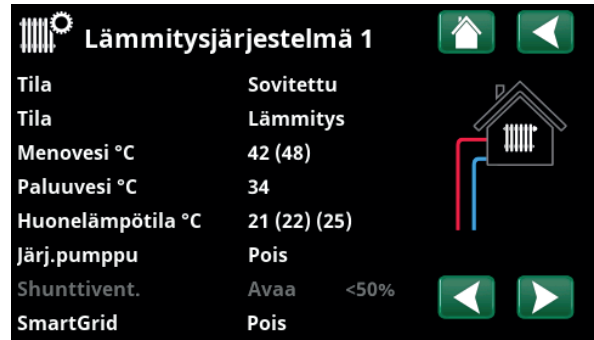 Lämmitysjärjestelmä 1
Tila Sovitettu
Tila Lämmitys
Menovesi °C 42 (48)
Paluuvesi °C 34
Huonelämpötila °C 21 (22) (25)
Järj.pumppu Pois
Shunttivent. Avaa <50%
SmartGrid Pois